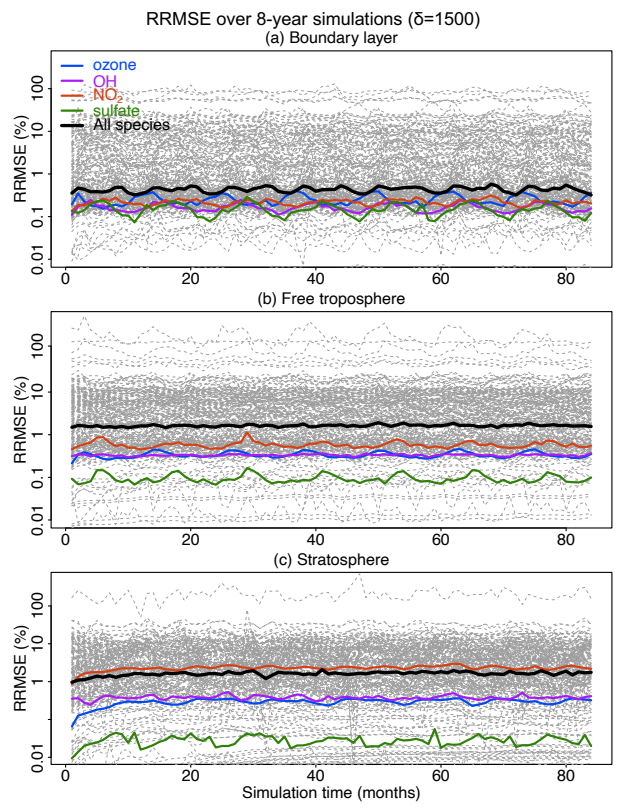 RRMSE over 8-year simulations (δ=1500)
(a) Boundary layer
ozone
OH
NO₂
sulfate
All species
RRMSE (%)
100
10
1
0.1
0.01
0 20 40 60 80
(b) Free troposphere
RRMSE (%)
100
10
1
0.1
0.01
0 20 40 60 80
(c) Stratosphere
RRMSE (%)
100
10
1
0.01
0 20 40 60 80
Simulation time (months)